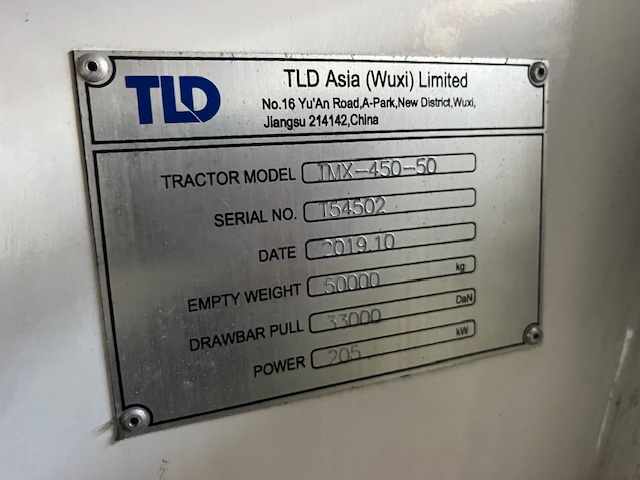 TLD
TLD Asia (Wuxi) Limited
No.16 Yu'An Road,A-Park,New District,Wuxi,
Jiangsu 214142,China
TRACTOR MODEL TMX-450-50
SERIAL NO. T54502
DATE 2019.10
EMPTY WEIGHT 50000 kg
DRAWBAR PULL 33000 DaN
POWER 205 kW